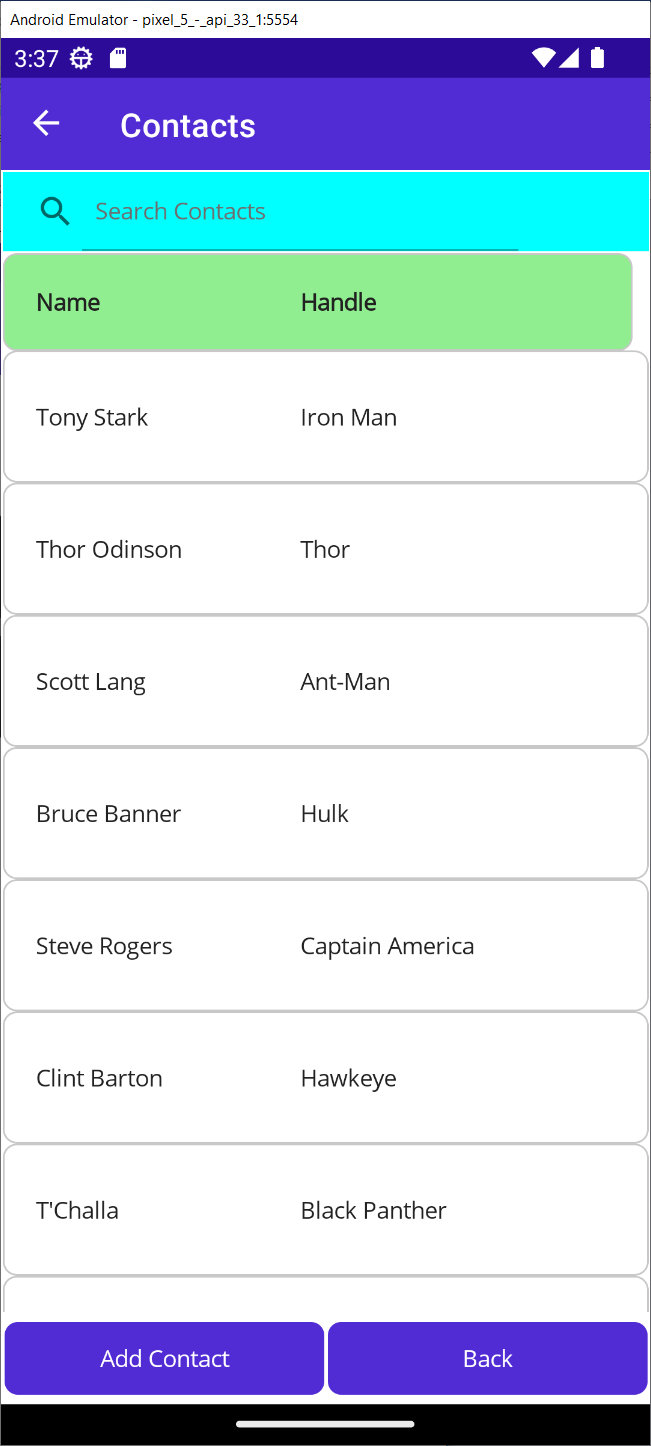 Android Emulator - pixel_5_-_api_33_1:5554
3:37
Contacts
Search Contacts
Name Handle
Tony Stark Iron Man
Thor Odinson Thor
Scott Lang Ant-Man
Bruce Banner Hulk
Steve Rogers Captain America
Clint Barton Hawkeye
T'Challa Black Panther
Add Contact Back